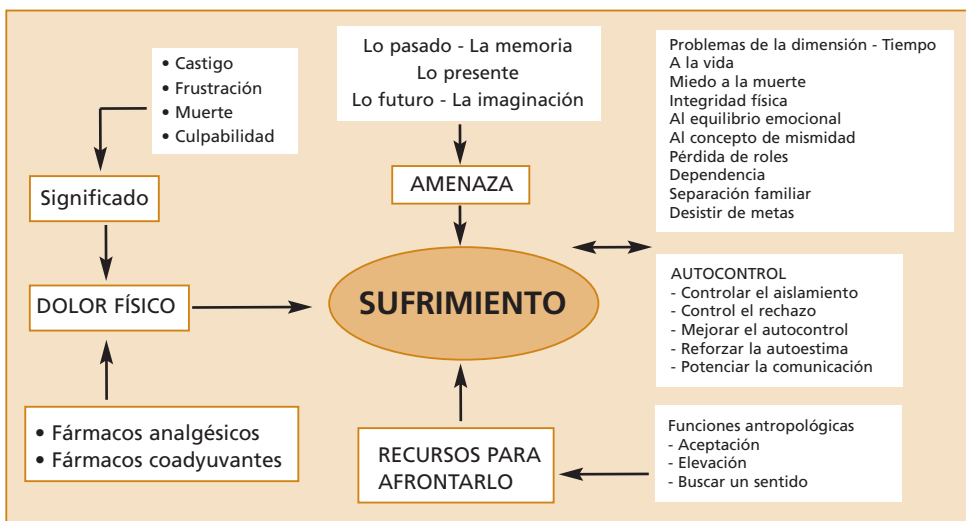 • Castigo
• Frustración
• Muerte
• Culpabilidad
Significado
DOLOR FÍSICO
• Fármacos analgésicos
• Fármacos coadyuvantes
Lo pasado - La memoria
Lo presente
Lo futuro - La imaginación
AMENAZA
SUFRIMIENTO
RECURSOS PARA
AFRONTARLO
Problemas de la dimensión - Tiempo
A la vida
Miedo a la muerte
Integridad física
Al equilibrio emocional
Al concepto de mismidad
Pérdida de roles
Dependencia
Separación familiar
Desistir de metas
AUTOCONTROL
- Controlar el aislamiento
- Control el rechazo
- Mejorar el autocontrol
- Reforzar la autoestima
- Potenciar la comunicación
Funciones antropológicas
- Aceptación
- Elevación
- Buscar un sentido